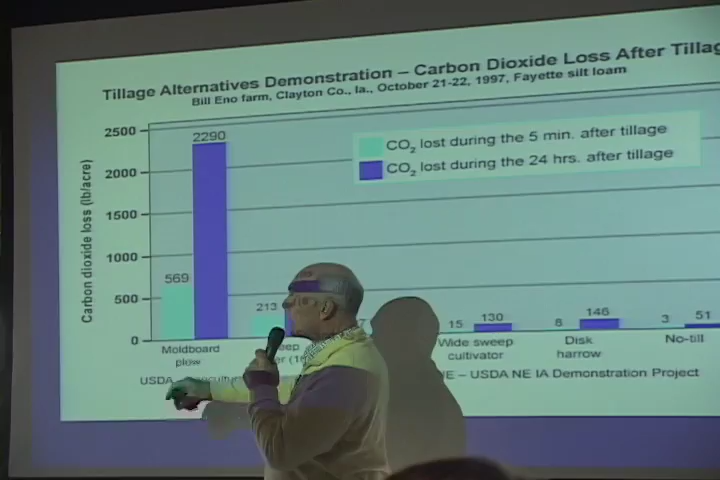 Tillage Alternatives Demonstration – Carbon Dioxide Loss After
Bill Eno farm, Clayton Co., Ia., October 21-22, 1997, Fayette silt loam
CO2 lost during the 5 min. after tillage
CO2 lost during the 24 hrs. after tillage
Carbon dioxide loss (lb/acre)
2500
2000
1500
1000
500
0
569
2290
213
15
130
6
146
3
51
Moldboard
plow
Wide sweep
cultivator
Disk
harrow
No-till
USDA
– USDA NE IA Demonstration Project